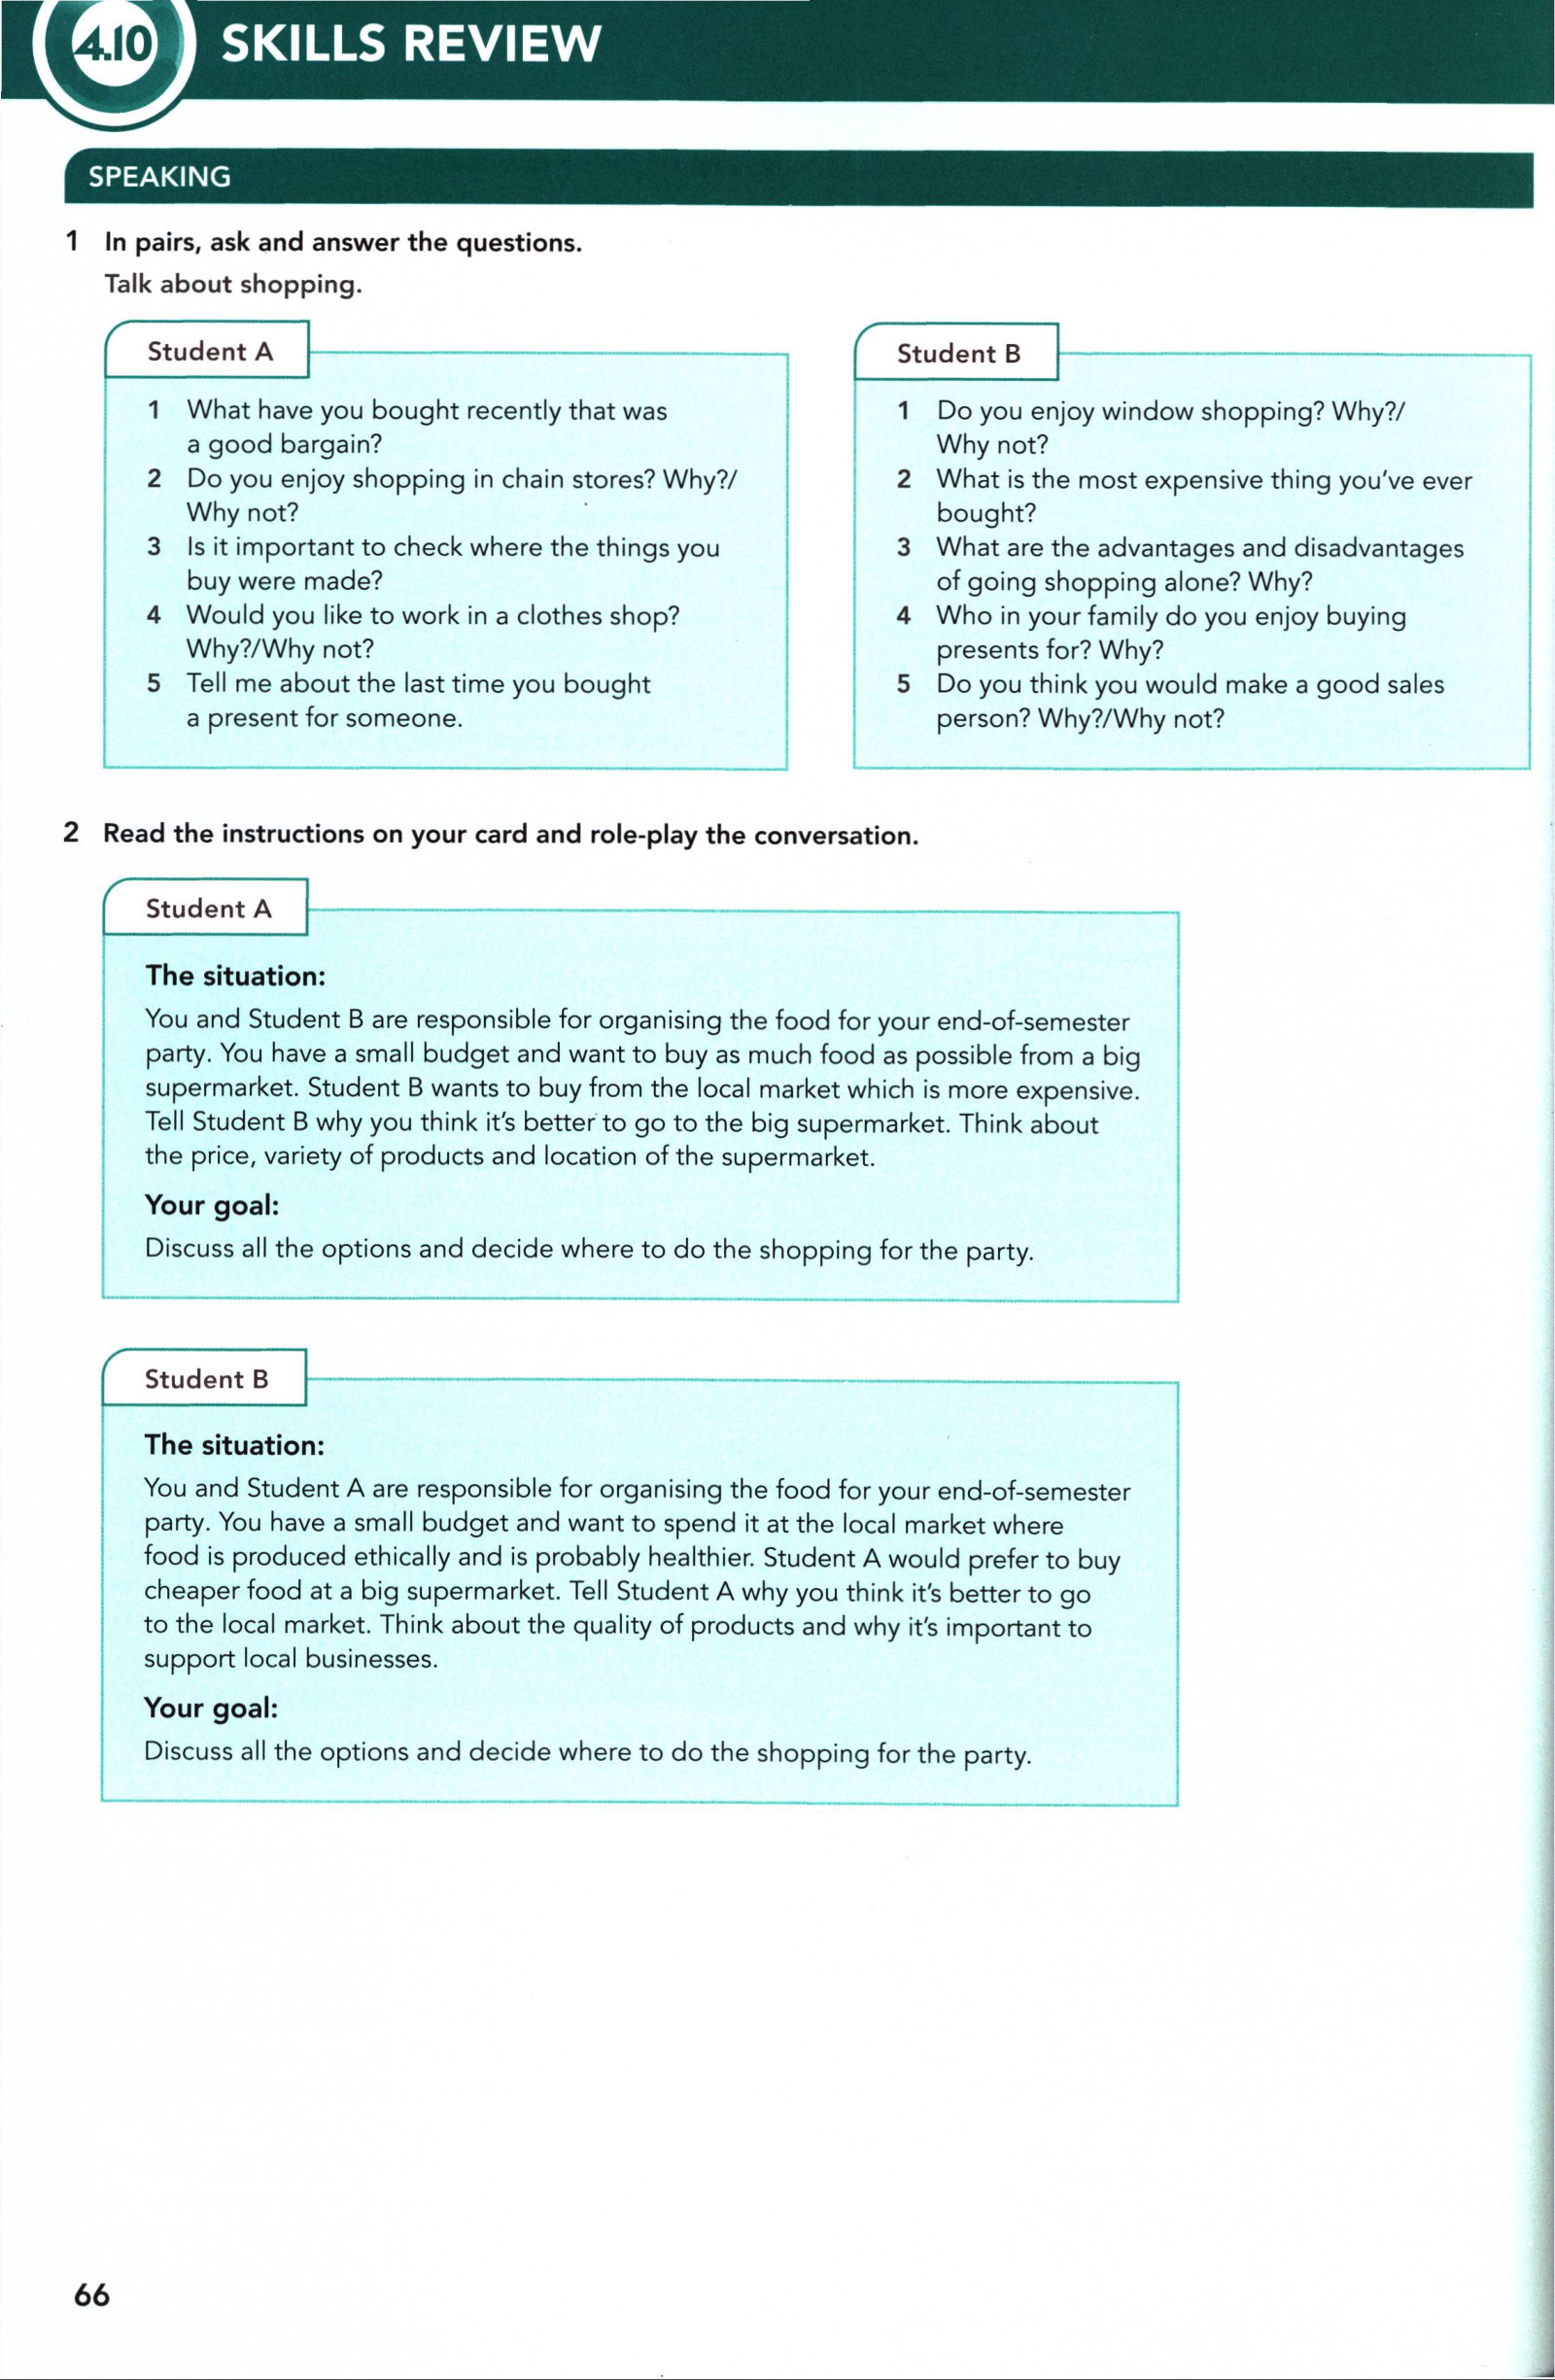 4.10 SKILLS REVIEW
SPEAKING
1 In pairs, ask and answer the questions.
Talk about shopping.
Student A
1 What have you bought recently that was
a good bargain?
2 Do you enjoy shopping in chain stores? Why?/
Why not?
3 Is it important to check where the things you
buy were made?
4 Would you like to work in a clothes shop?
Why?/Why not?
5 Tell me about the last time you bought
a present for someone.
Student B
1 Do you enjoy window shopping? Why?/
Why not?
2 What is the most expensive thing you've ever
bought?
3 What are the advantages and disadvantages
of going shopping alone? Why?
4 Who in your family do you enjoy buying
presents for? Why?
5 Do you think you would make a good sales
person? Why?/Why not?
2 Read the instructions on your card and role-play the conversation.
Student A
The situation:
You and Student B are responsible for organising the food for your end-of-semester
party. You have a small budget and want to buy as much food as possible from a big
supermarket. Student B wants to buy from the local market which is more expensive.
Tell Student B why you think it's better to go to the big supermarket. Think about
the price, variety of products and location of the supermarket.
Your goal:
Discuss all the options and decide where to do the shopping for the party.
Student B
The situation:
You and Student A are responsible for organising the food for your end-of-semester
party. You have a small budget and want to spend it at the local market where
food is produced ethically and is probably healthier. Student A would prefer to buy
cheaper food at a big supermarket. Tell Student A why you think it's better to go
to the local market. Think about the quality of products and why it's important to
support local businesses.
Your goal:
Discuss all the options and decide where to do the shopping for the party.
66